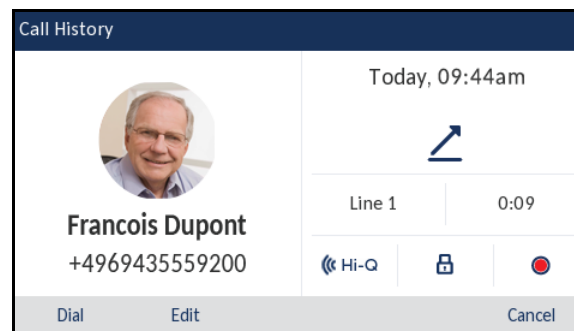 Call History
Francois Dupont
+4969435559200
Today, 09:44am
Line 1
0:09
Hi-Q
Dial
Edit
Cancel